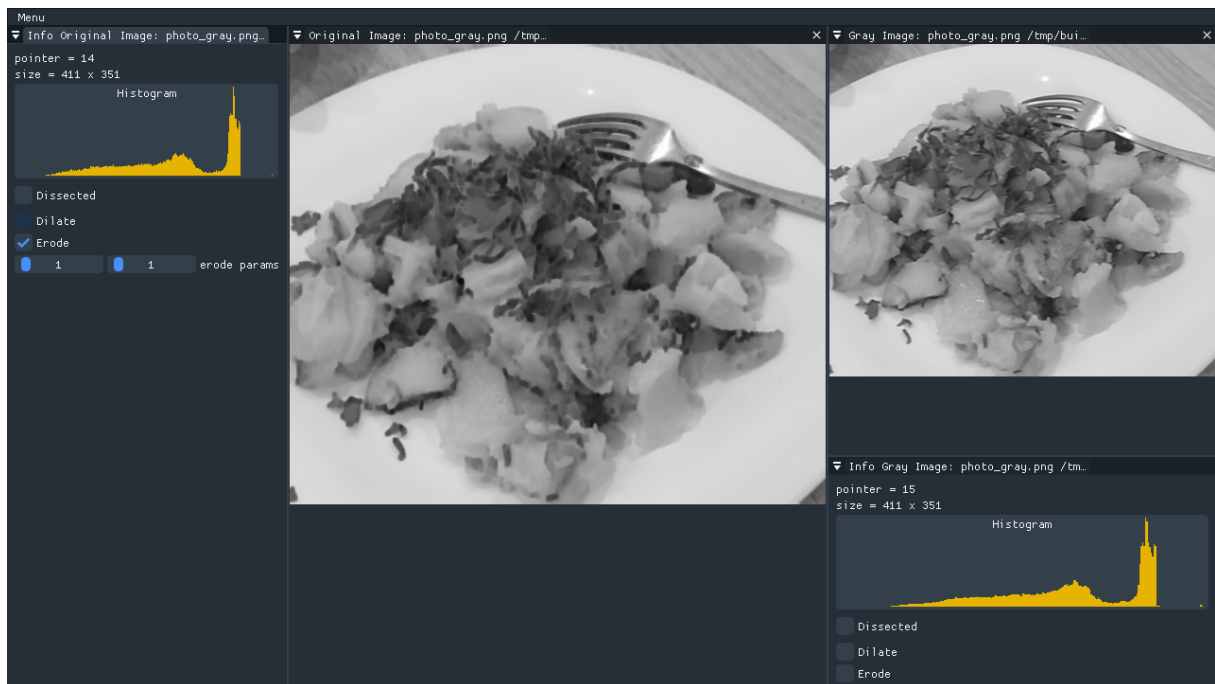 Menu
Info Original Image: photo_gray.png…
pointer = 14
size = 411 x 351
Histogram
Dissected
Dilate
Erode
1 1 erode params
Original Image: photo_gray.png /tmp…
Gray Image: photo_gray.png /tmp/bui…
Info Gray Image: photo_gray.png /tm…
pointer = 15
size = 411 x 351
Histogram
Dissected
Dilate
Erode